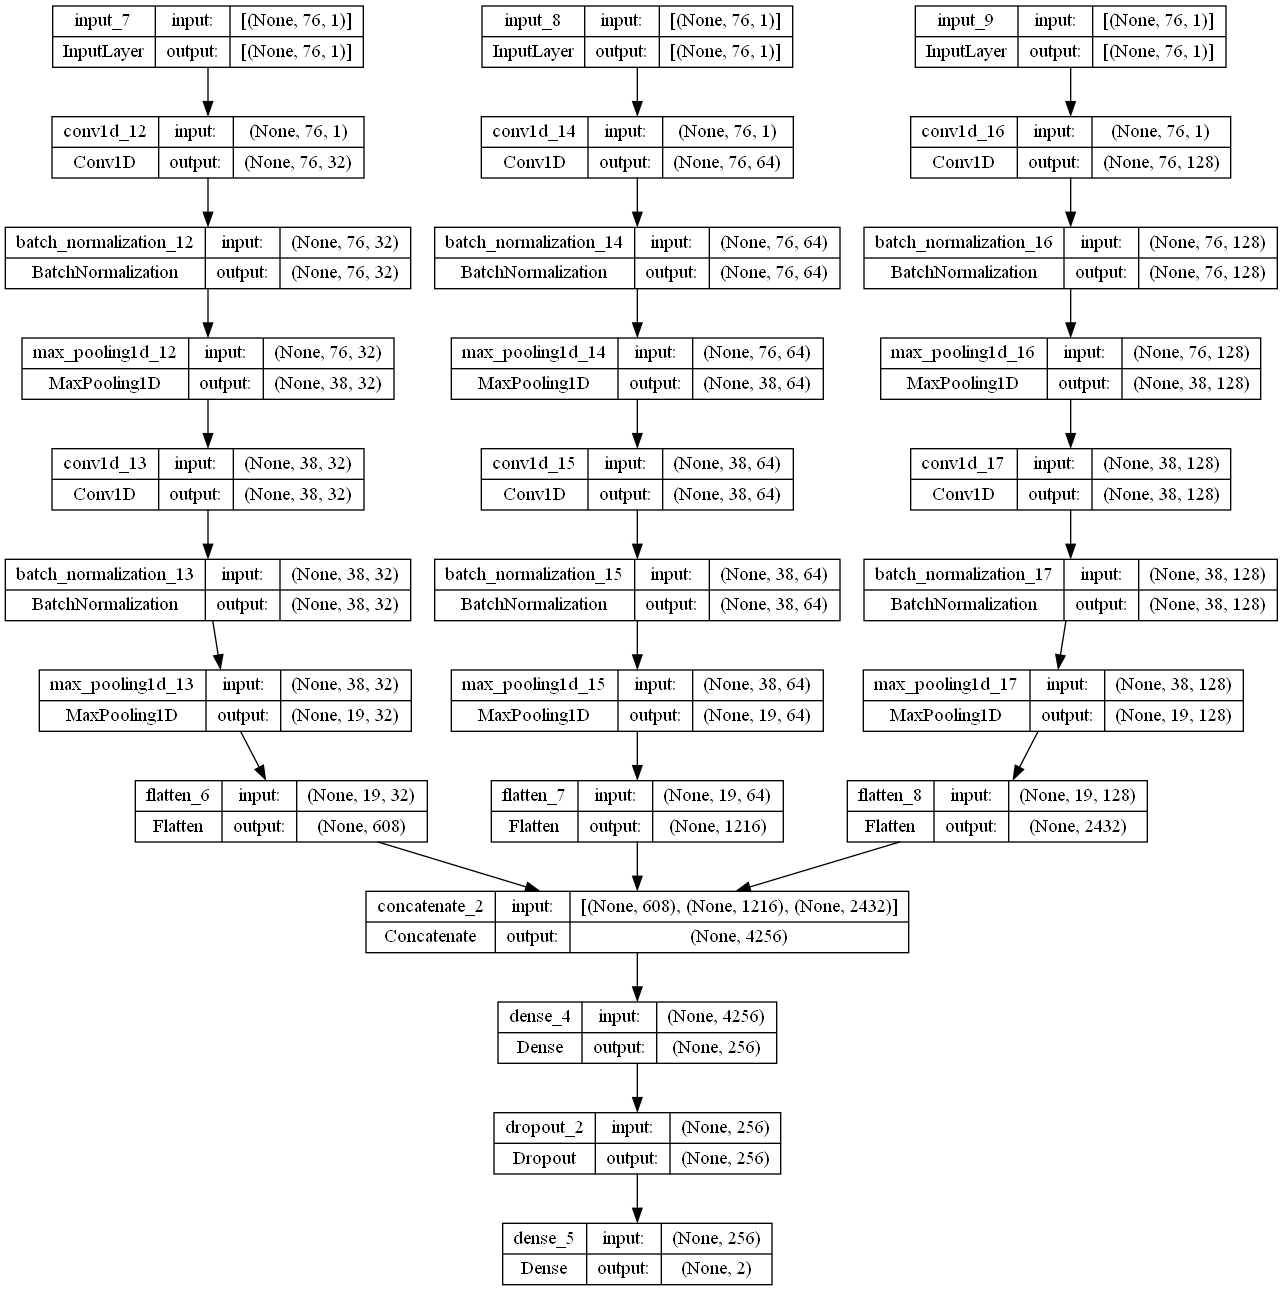 input_7 input: [(None, 76, 1)]
InputLayer output: [(None, 76, 1)]
input_8 input: [(None, 76, 1)]
InputLayer output: [(None, 76, 1)]
input_9 input: [(None, 76, 1)]
InputLayer output: [(None, 76, 1)]
conv1d_12 input: (None, 76, 1)
Conv1D output: (None, 76, 32)
conv1d_14 input: (None, 76, 1)
Conv1D output: (None, 76, 64)
conv1d_16 input: (None, 76, 1)
Conv1D output: (None, 76, 128)
batch_normalization_12 input: (None, 76, 32)
BatchNormalization output: (None, 76, 32)
batch_normalization_14 input: (None, 76, 64)
BatchNormalization output: (None, 76, 64)
batch_normalization_16 input: (None, 76, 128)
BatchNormalization output: (None, 76, 128)
max_pooling1d_12 input: (None, 76, 32)
MaxPooling1D output: (None, 38, 32)
max_pooling1d_14 input: (None, 76, 64)
MaxPooling1D output: (None, 38, 64)
max_pooling1d_16 input: (None, 76, 128)
MaxPooling1D output: (None, 38, 128)
conv1d_13 input: (None, 38, 32)
Conv1D output: (None, 38, 32)
conv1d_15 input: (None, 38, 64)
Conv1D output: (None, 38, 64)
conv1d_17 input: (None, 38, 128)
Conv1D output: (None, 38, 128)
batch_normalization_13 input: (None, 38, 32)
BatchNormalization output: (None, 38, 32)
batch_normalization_15 input: (None, 38, 64)
BatchNormalization output: (None, 38, 64)
batch_normalization_17 input: (None, 38, 128)
BatchNormalization output: (None, 38, 128)
max_pooling1d_13 input: (None, 38, 32)
MaxPooling1D output: (None, 19, 32)
max_pooling1d_15 input: (None, 38, 64)
MaxPooling1D output: (None, 19, 64)
max_pooling1d_17 input: (None, 38, 128)
MaxPooling1D output: (None, 19, 128)
flatten_6 input: (None, 19, 32)
Flatten output: (None, 608)
flatten_7 input: (None, 19, 64)
Flatten output: (None, 1216)
flatten_8 input: (None, 19, 128)
Flatten output: (None, 2432)
concatenate_2 input: [(None, 608), (None, 1216), (None, 2432)]
Concatenate output: (None, 4256)
dense_4 input: (None, 4256)
Dense output: (None, 256)
dropout_2 input: (None, 256)
Dropout output: (None, 256)
dense_5 input: (None, 256)
Dense output: (None, 2)